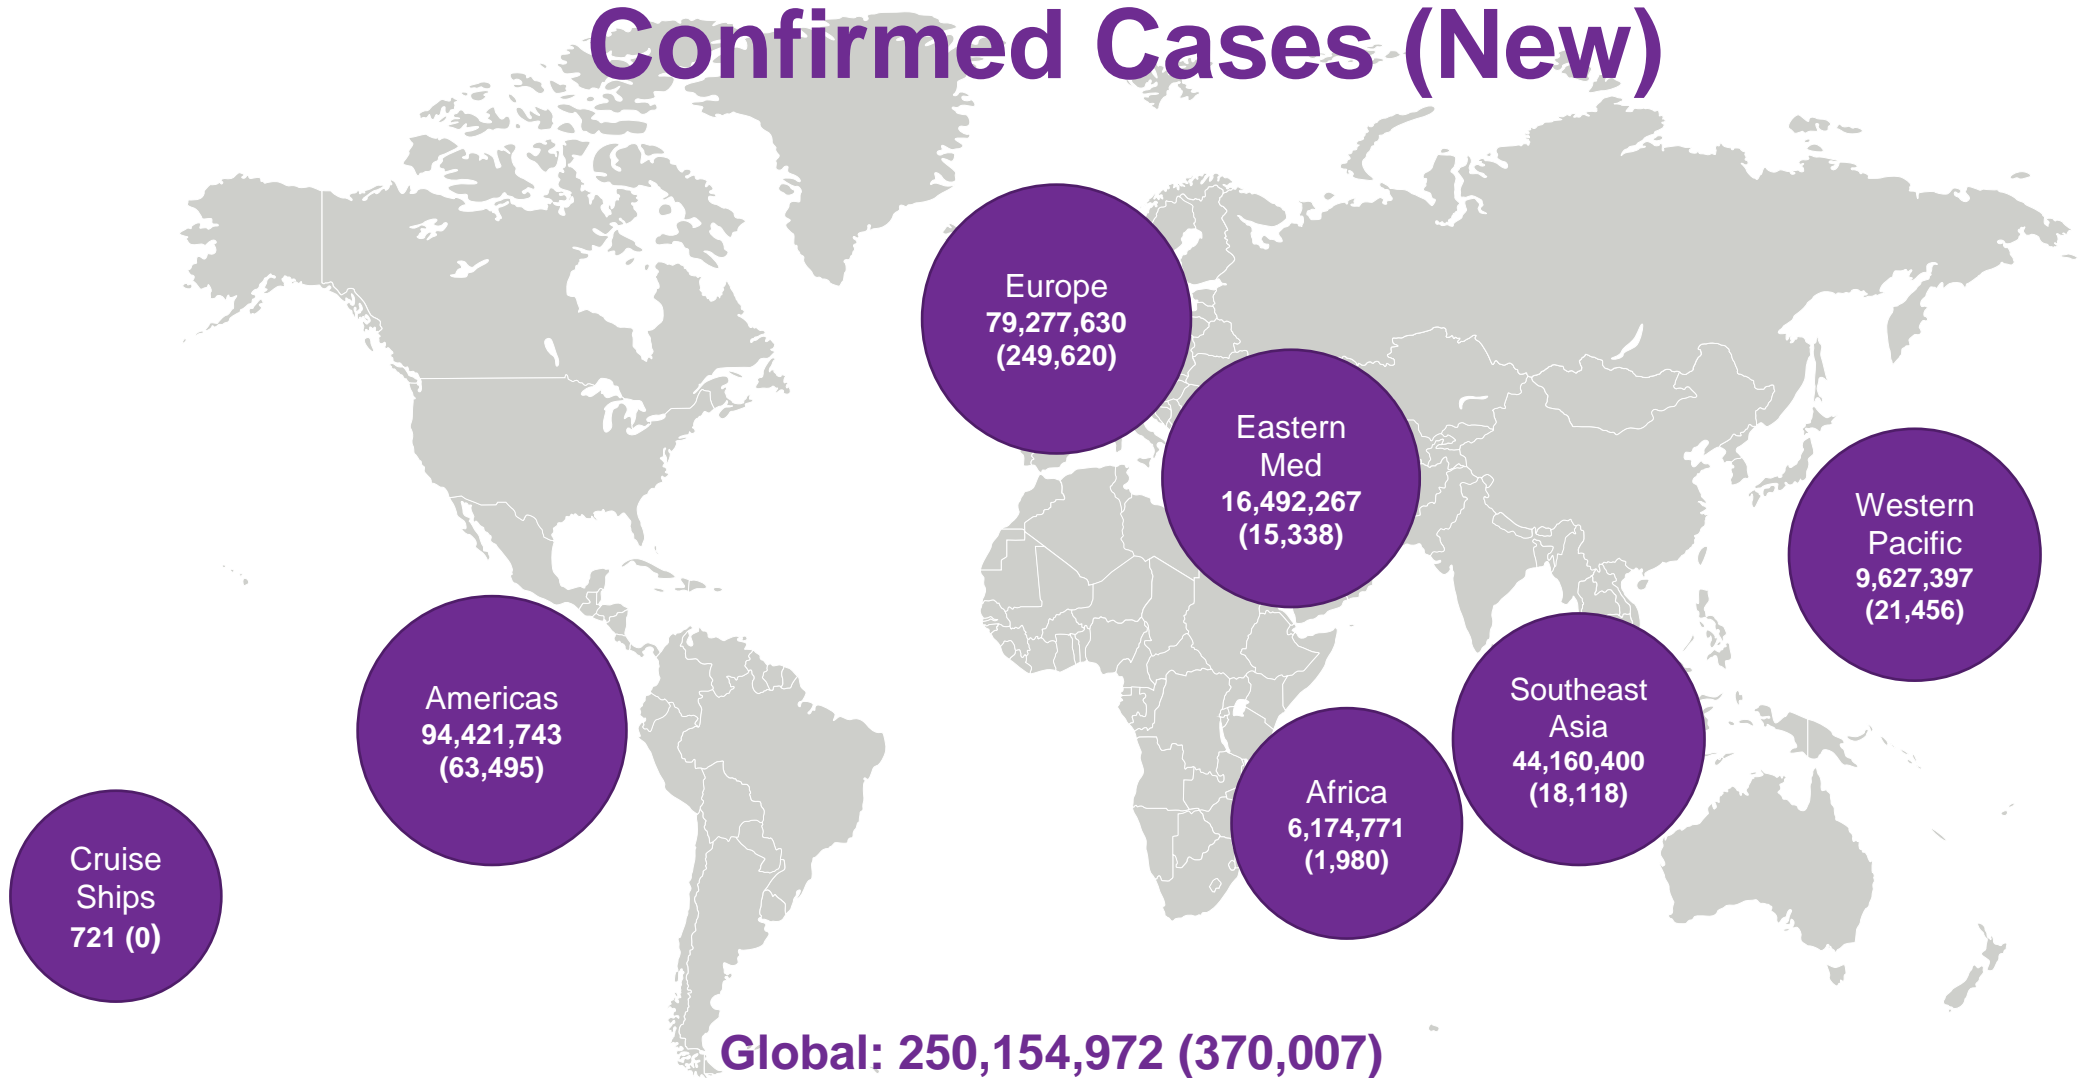 Confirmed Cases (New)
Europe
79,277,630
(249,620)
Eastern
Med
16,492,267
(15,338)
Western
Pacific
9,627,397
(21,456)
Americas
94,421,743
(63,495)
Southeast
Asia
44,160,400
(18,118)
Africa
6,174,771
(1,980)
Cruise
Ships
721 (0)
Global: 250,154,972 (370,007)